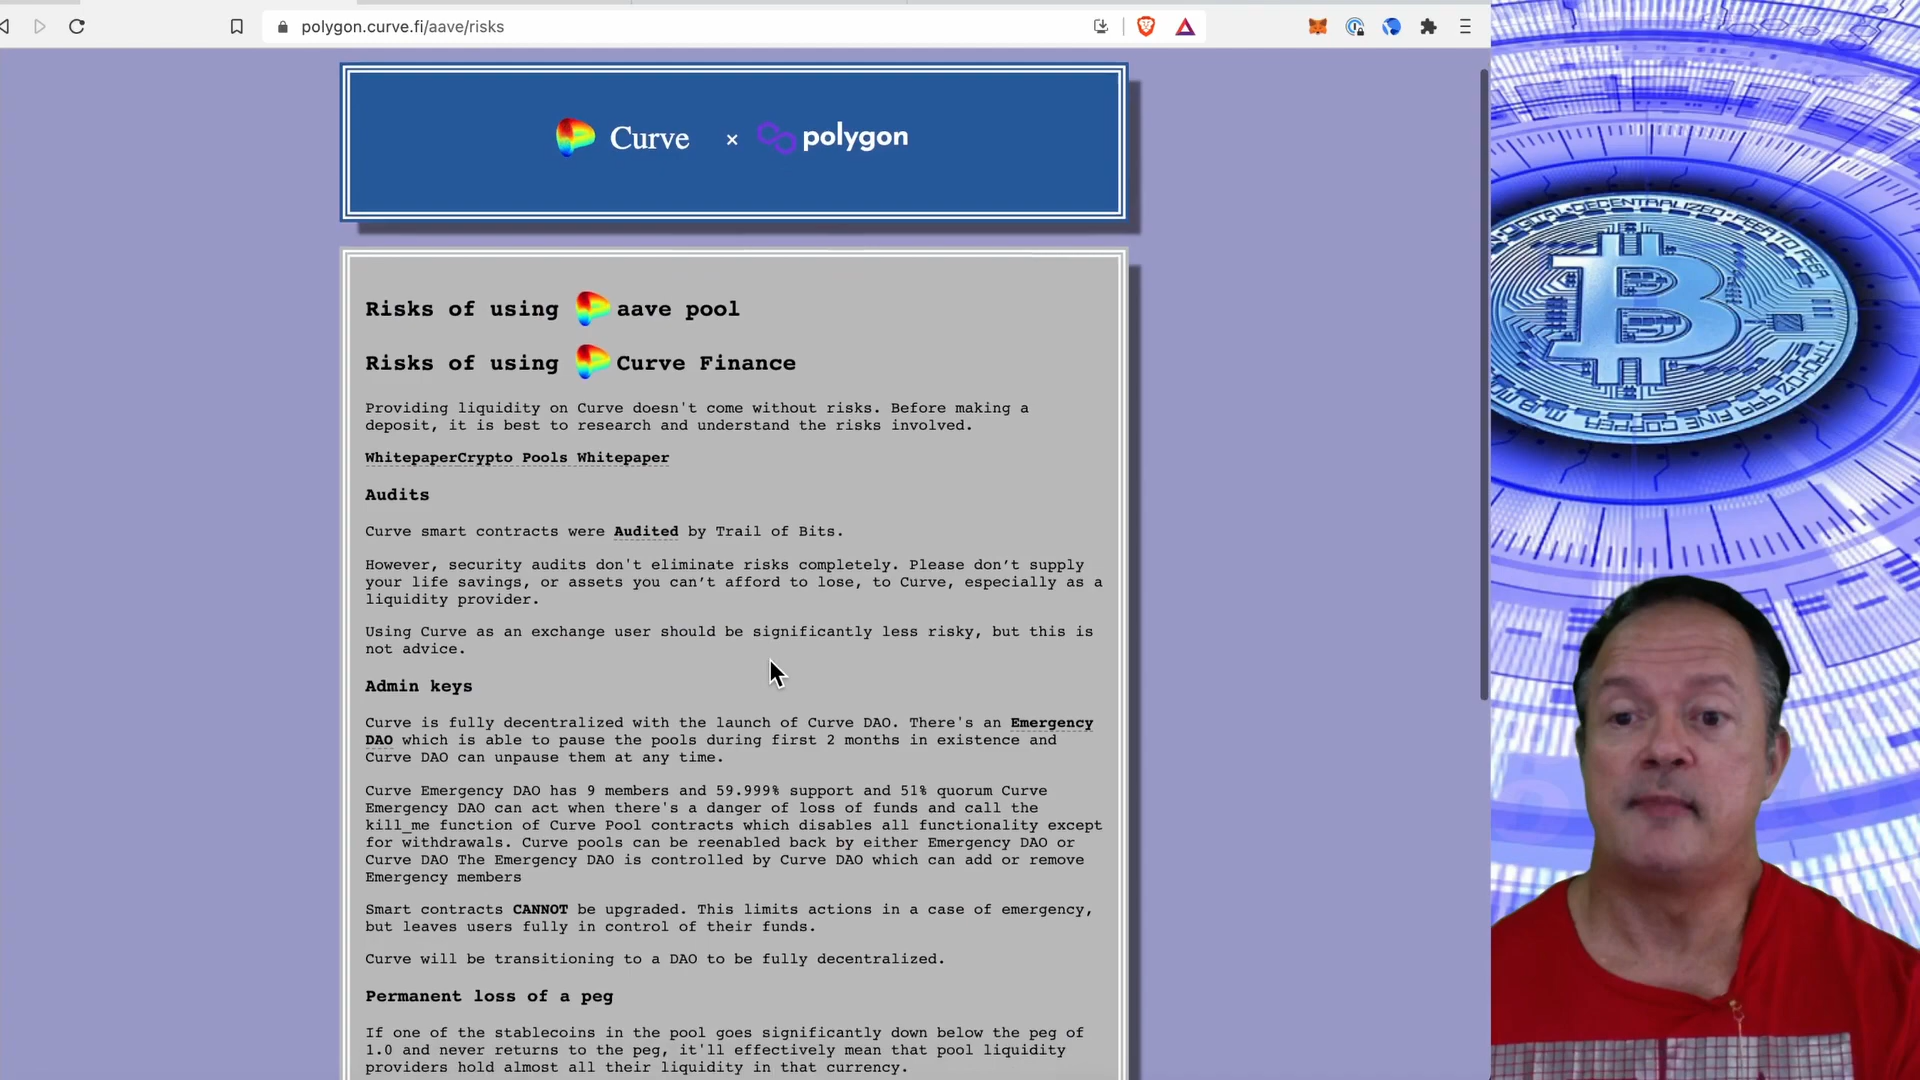 polygon.curve.fi/aave/risks
Curve × polygon
Risks of using aave pool
Risks of using Curve Finance
Providing liquidity on Curve doesn't come without risks. Before making a
deposit, it is best to research and understand the risks involved.
WhitepaperCrypto Pools Whitepaper
Audits
Curve smart contracts were Audited by Trail of Bits.
However, security audits don't eliminate risks completely. Please don’t supply
your life savings, or assets you can’t afford to lose, to Curve, especially as a
liquidity provider.
Using Curve as an exchange user should be significantly less risky, but this is
not advice.
Admin keys
Curve is fully decentralized with the launch of Curve DAO. There's an Emergency
DAO which is able to pause the pools during first 2 months in existence and
Curve DAO can unpause them at any time.
Curve Emergency DAO has 9 members and 59.999% support and 51% quorum Curve
Emergency DAO can act when there's a danger of loss of funds and call the
kill_me function of Curve Pool contracts which disables all functionality except
for withdrawals. Curve pools can be reenabled back by either Emergency DAO or
Curve DAO The Emergency DAO is controlled by Curve DAO which can add or remove
Emergency members
Smart contracts CANNOT be upgraded. This limits actions in a case of emergency,
but leaves users fully in control of their funds.
Curve will be transitioning to a DAO to be fully decentralized.
Permanent loss of a peg
If one of the stablecoins in the pool goes significantly down below the peg of
1.0 and never returns to the peg, it'll effectively mean that pool liquidity
providers hold almost all their liquidity in that currency.
DIGITAL DECENTRALIZED PEER TO PEER
999 FINE COPPER